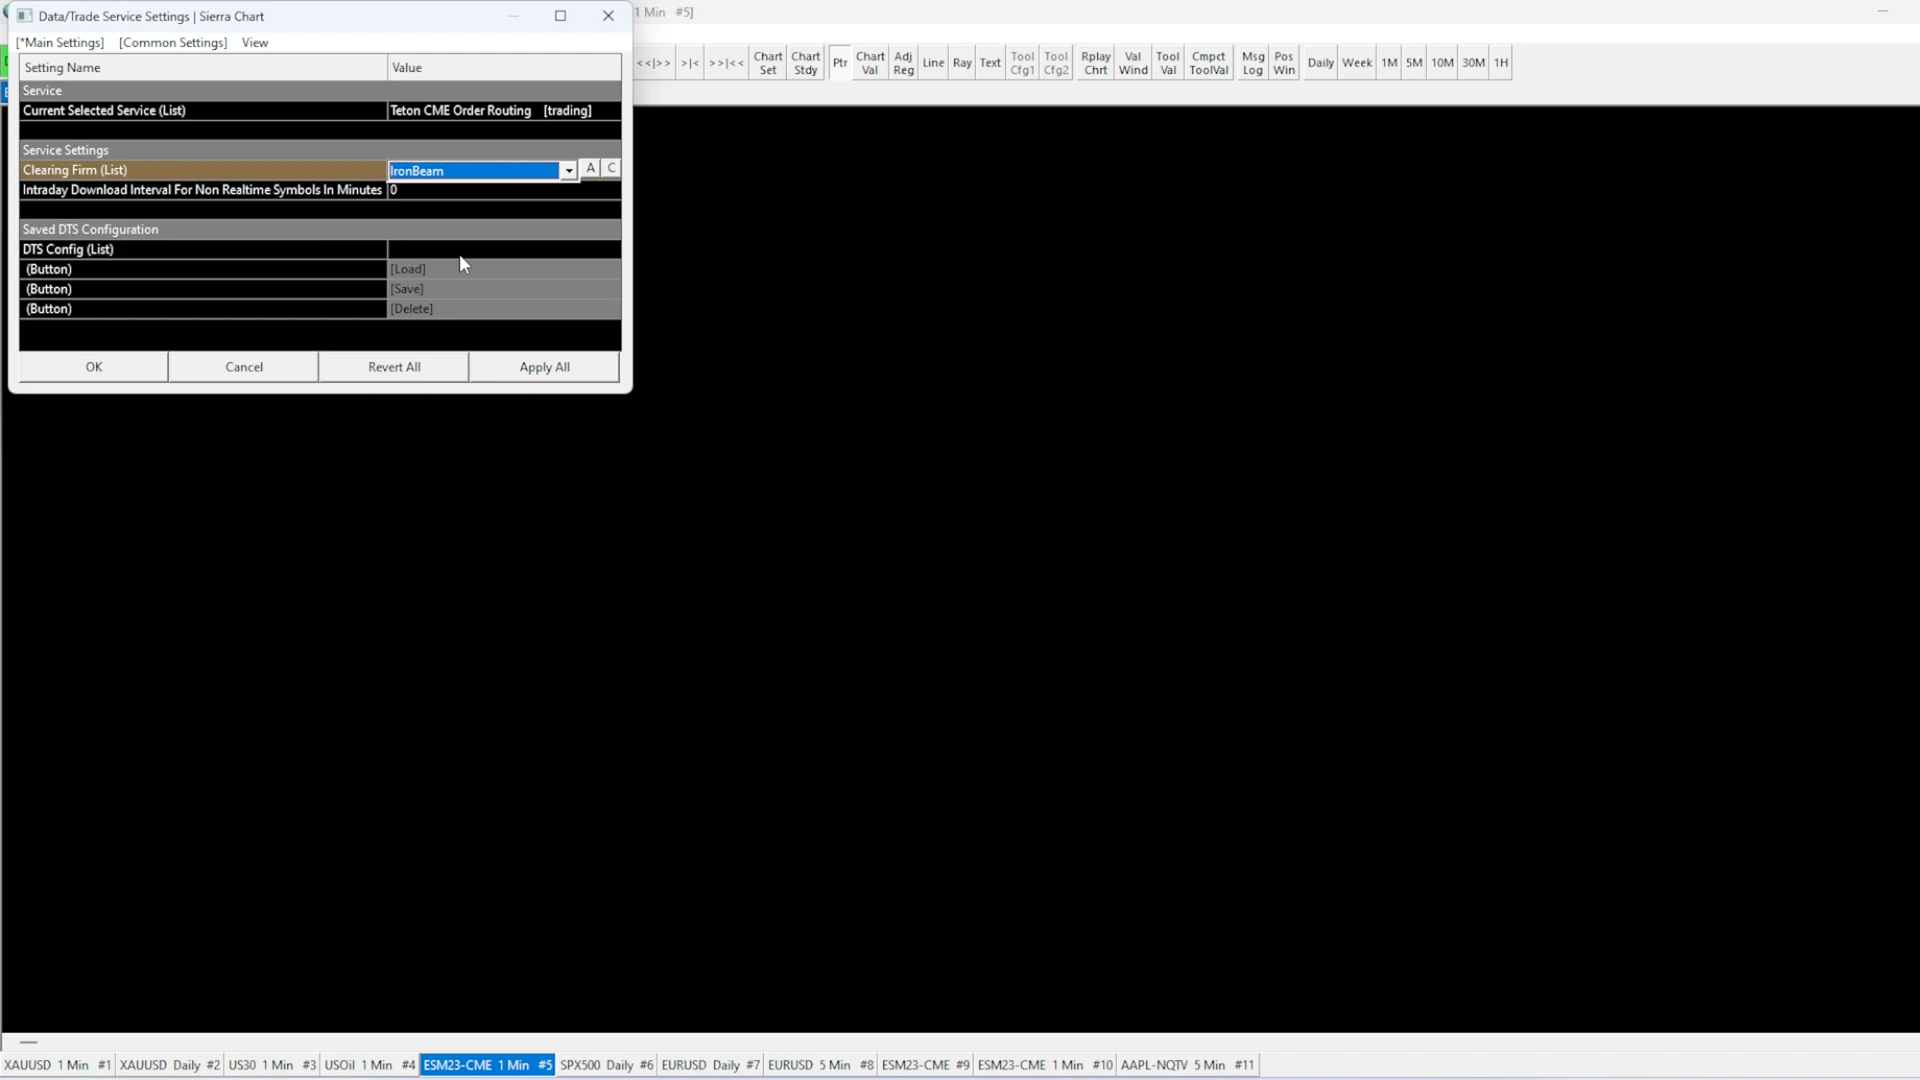 Data/Trade Service Settings | Sierra Chart
1 Min #5]
[*Main Settings] [Common Settings] View
Setting Name Value
Service
Current Selected Service (List) Teton CME Order Routing [trading]
Service Settings
Clearing Firm (List) IronBeam A C
Intraday Download Interval For Non Realtime Symbols In Minutes 0
Saved DTS Configuration
DTS Config (List)
(Button) [Load]
(Button) [Save]
(Button) [Delete]
OK Cancel Revert All Apply All
<<|>> >|< >>|<< Chart Set Chart Stdy Ptr Chart Val Adj Reg Line Ray Text Tool Cfg1 Tool Cfg2 Rplay Chrt Val Wind Tool Val Cmpct ToolVal Msg Log Pos Win Daily Week 1M 5M 10M 30M 1H
XAUUSD 1 Min #1 XAUUSD Daily #2 US30 1 Min #3 USOil 1 Min #4 ESM23-CME 1 Min #5 SPX500 Daily #6 EURUSD Daily #7 EURUSD 5 Min #8 ESM23-CME #9 ESM23-CME 1 Min #10 AAPL-NQTV 5 Min #11